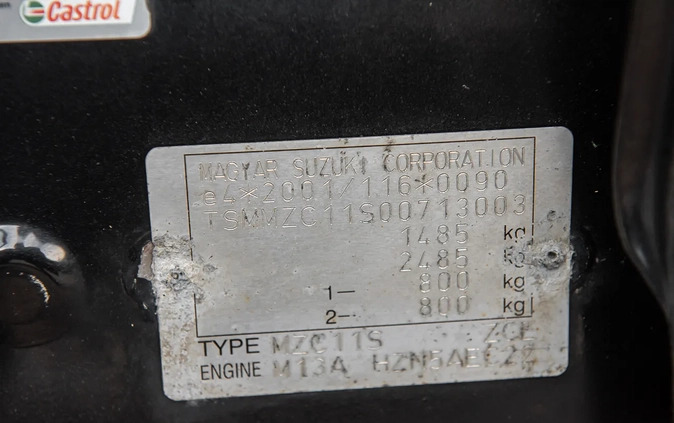 Castrol
MAGYAR SUZUKI CORPORATION
e4*2001/116*0090
TSMMZC11S00713003
1485 kg
2485 kg
1– 800 kg
2– 800 kg
TYPE MZC11S
ENGINE M13A